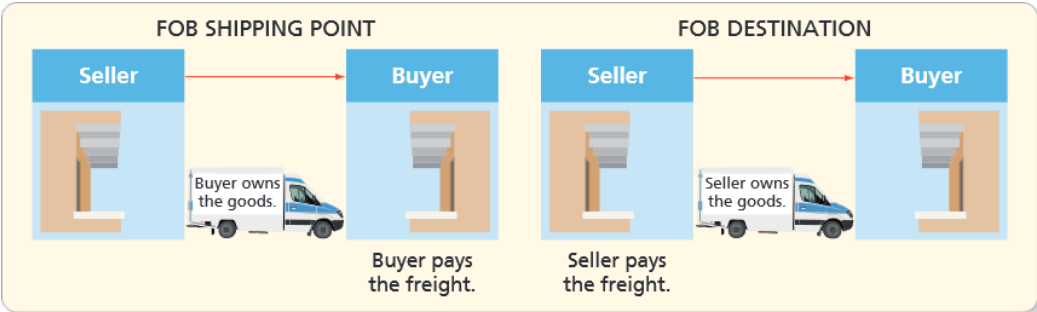 FOB SHIPPING POINT
Seller
Buyer
Buyer owns
the goods.
Buyer pays
the freight.
FOB DESTINATION
Seller
Buyer
Seller owns
the goods.
Seller pays
the freight.